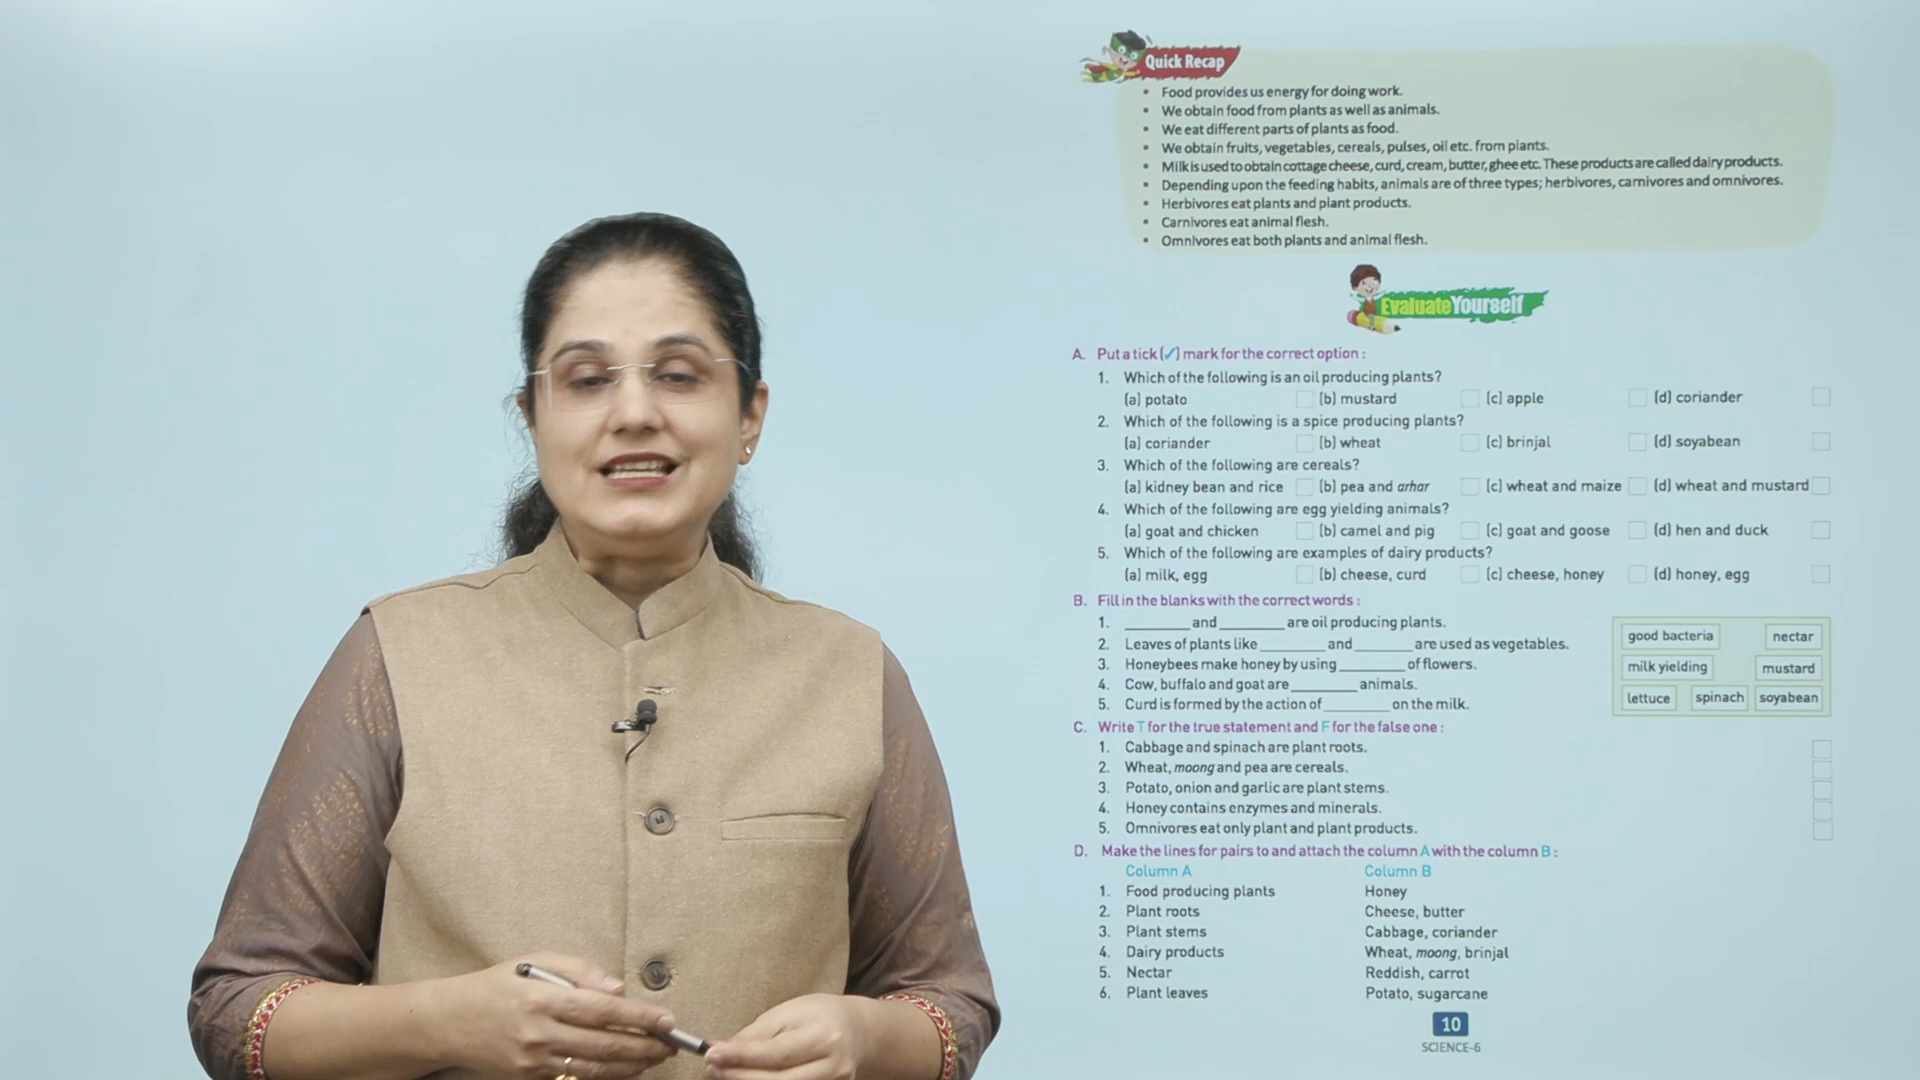 Quick Recap
• Food provides us energy for doing work.
• We obtain food from plants as well as animals.
• We eat different parts of plants as food.
• We obtain fruits, vegetables, cereals, pulses, oil etc. from plants.
• Milk is used to obtain cottage cheese, curd, cream, butter, ghee etc. These products are called dairy products.
• Depending upon the feeding habits, animals are of three types; herbivores, carnivores and omnivores.
• Herbivores eat plants and plant products.
• Carnivores eat animal flesh.
• Omnivores eat both plants and animal flesh.
Evaluate Yourself
A. Put a tick (✓) mark for the correct option :
1. Which of the following is an oil producing plants?
(a) potato (b) mustard (c) apple (d) coriander
2. Which of the following is a spice producing plants?
(a) coriander (b) wheat (c) brinjal (d) soyabean
3. Which of the following are cereals?
(a) kidney bean and rice (b) pea and arhar (c) wheat and maize (d) wheat and mustard
4. Which of the following are egg yielding animals?
(a) goat and chicken (b) camel and pig (c) goat and goose (d) hen and duck
5. Which of the following are examples of dairy products?
(a) milk, egg (b) cheese, curd (c) cheese, honey (d) honey, egg
B. Fill in the blanks with the correct words :
1. ________ and ________ are oil producing plants.
2. Leaves of plants like ________ and ________ are used as vegetables.
3. Honeybees make honey by using ________ of flowers.
4. Cow, buffalo and goat are ________ animals.
5. Curd is formed by the action of ________ on the milk.
good bacteria nectar
milk yielding mustard
lettuce spinach soyabean
C. Write T for the true statement and F for the false one :
1. Cabbage and spinach are plant roots.
2. Wheat, moong and pea are cereals.
3. Potato, onion and garlic are plant stems.
4. Honey contains enzymes and minerals.
5. Omnivores eat only plant and plant products.
D. Make the lines for pairs to and attach the column A with the column B :
Column A Column B
1. Food producing plants Honey
2. Plant roots Cheese, butter
3. Plant stems Cabbage, coriander
4. Dairy products Wheat, moong, brinjal
5. Nectar Reddish, carrot
6. Plant leaves Potato, sugarcane
10
SCIENCE-6